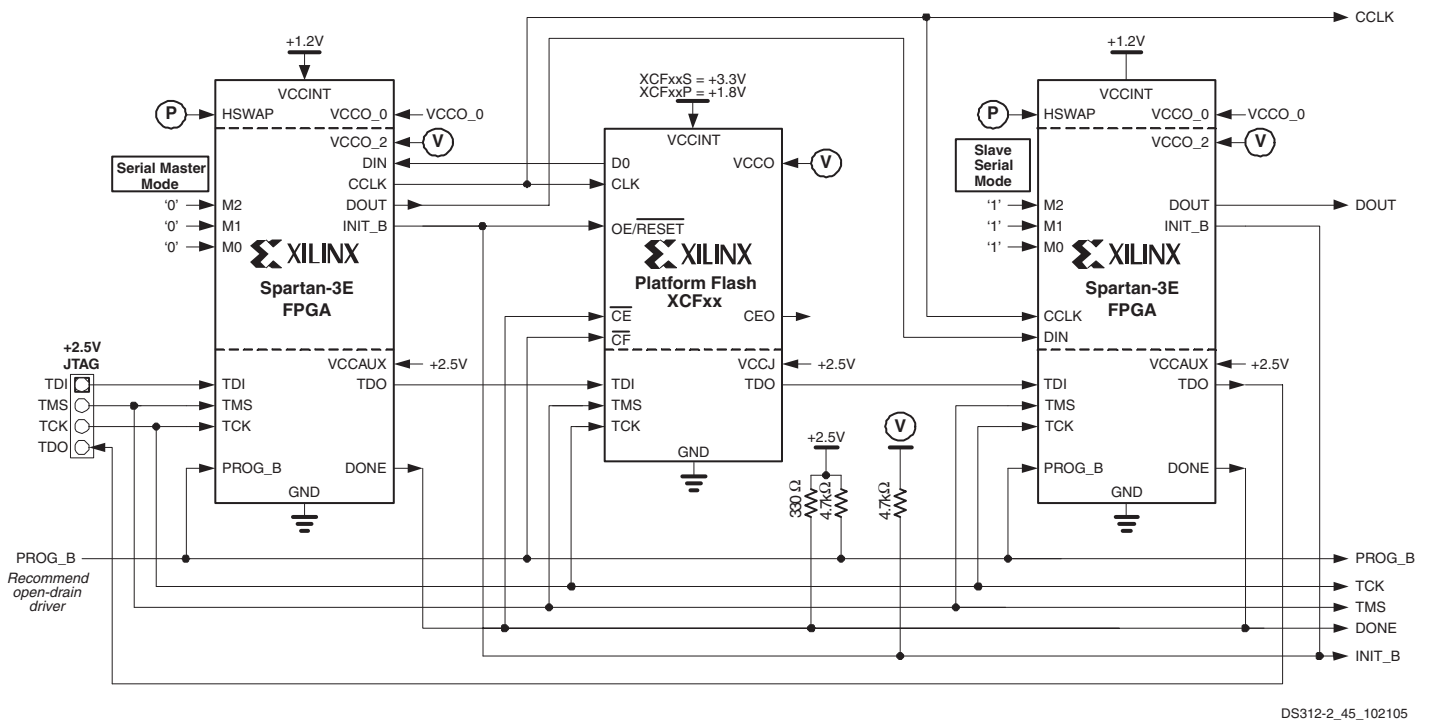 CCLK
+1.2V
VCCINT
P
HSWAP
VCCO_0
VCCO_0
VCCO_2
V
Serial Master
Mode
DIN
CCLK
DOUT
INIT_B
'0'
M2
'0'
M1
'0'
M0
XILINX
Spartan-3E
FPGA
VCCAUX
+2.5V
TDI
TDO
TMS
TCK
PROG_B
DONE
GND
+2.5V
JTAG
TDI
TMS
TCK
TDO
XCFxxS = +3.3V
XCFxxP = +1.8V
VCCINT
D0
VCCO
V
CLK
OE/RESET
XILINX
Platform Flash
XCFxx
CE
CEO
CF
VCCJ
+2.5V
TDI
TDO
TMS
TCK
GND
+2.5V
330 Ω
4.7kΩ
V
4.7kΩ
+1.2V
VCCINT
P
HSWAP
VCCO_0
VCCO_0
VCCO_2
V
Slave
Serial
Mode
'1'
M2
DOUT
DOUT
'1'
M1
INIT_B
'1'
M0
XILINX
Spartan-3E
FPGA
CCLK
DIN
VCCAUX
+2.5V
TDI
TDO
TMS
TCK
PROG_B
DONE
GND
PROG_B
Recommend
open-drain
driver
PROG_B
TCK
TMS
DONE
INIT_B
DS312-2_45_102105